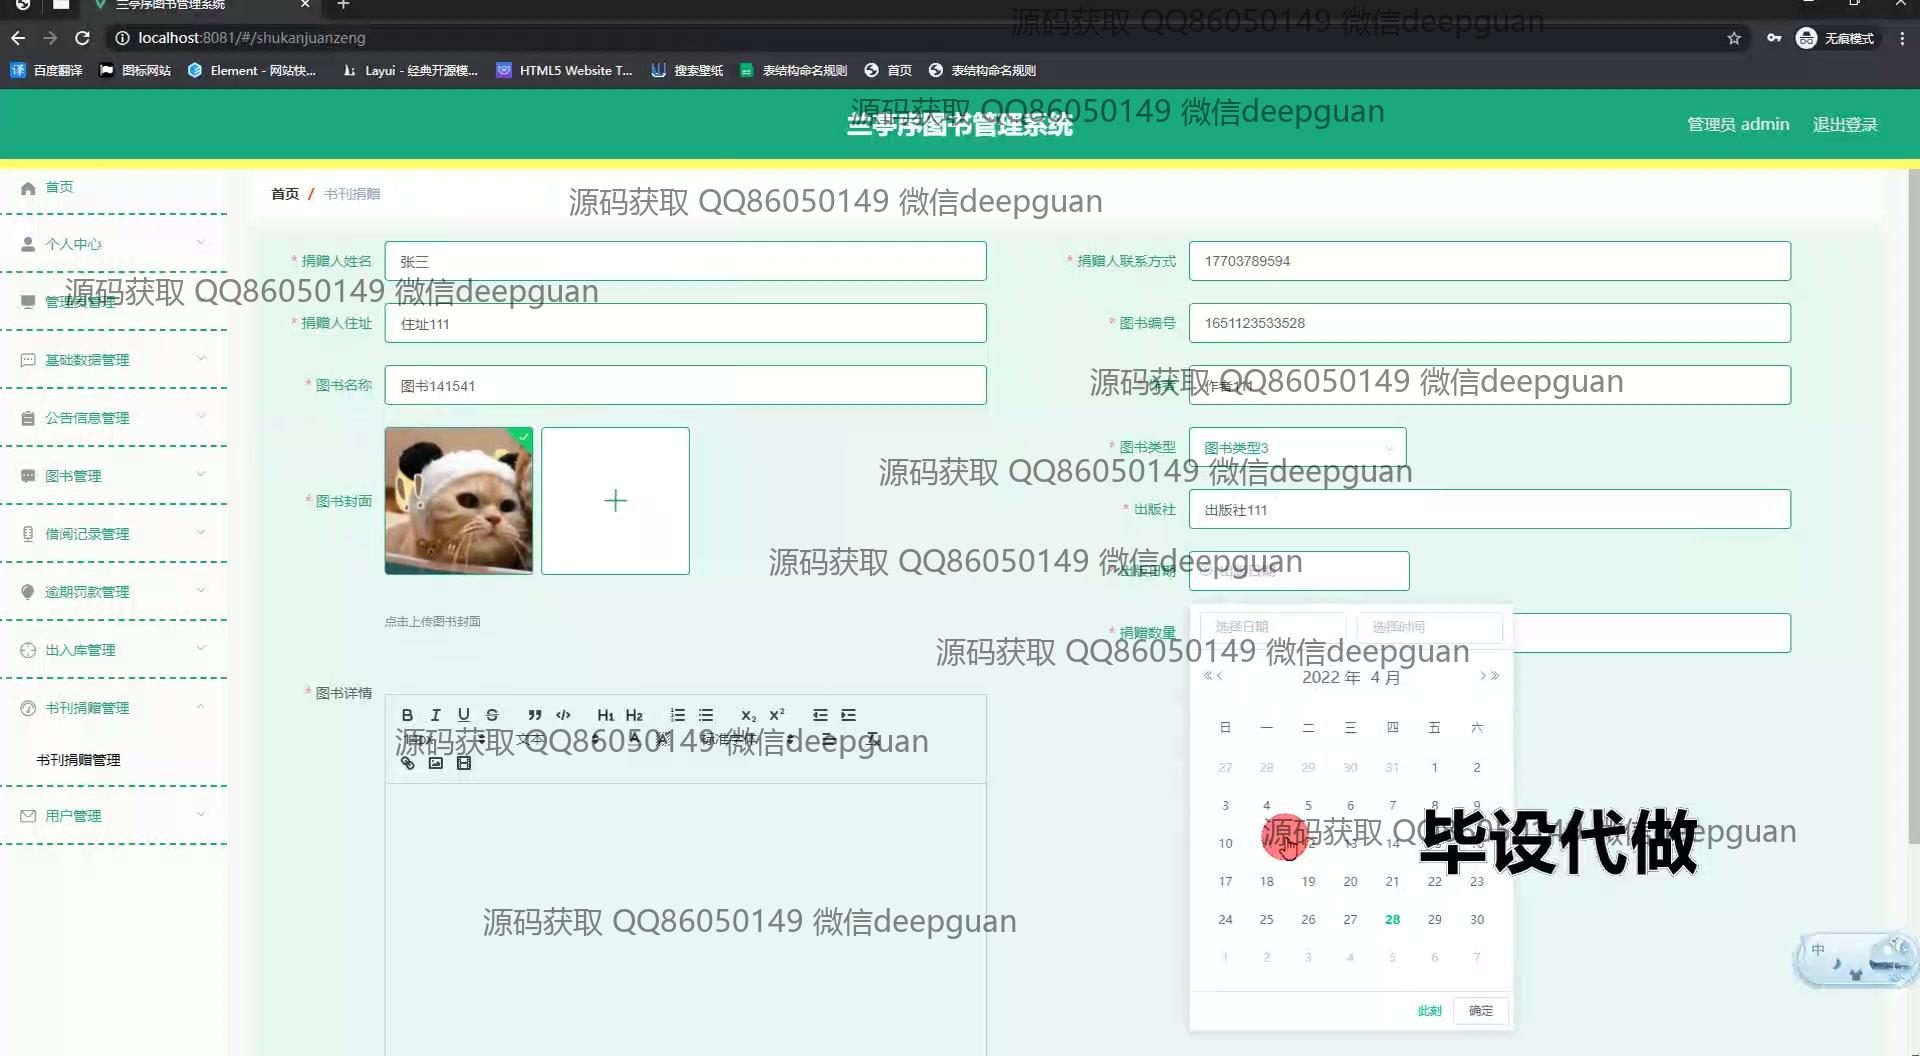 兰亭序图书管理系统
源码获取 QQ86050149 微信deepguan
localhost:8081/#/shukanjuanzeng
无痕模式
百度翻译 图标网站 Element - 网站快... Layui - 经典开源模... HTML5 Website T... 搜索壁纸 表结构命名规则 首页 表结构命名规则
源码获取 QQ86050149 微信deepguan
兰亭序图书管理系统
管理员 admin 退出登录
首页
首页 / 书刊捐赠
源码获取 QQ86050149 微信deepguan
个人中心
* 捐赠人姓名 张三
* 捐赠人联系方式 17703789594
源码获取 QQ86050149 微信deepguan
管理员管理
* 捐赠人住址 住址111
* 图书编号 1651123533528
基础数据管理
* 图书名称 图书141541
作者 作者111
源码获取 QQ86050149 微信deepguan
公告信息管理
* 图书类型 图书类型3
图书管理
源码获取 QQ86050149 微信deepguan
* 图书封面
* 出版社 出版社111
借阅记录管理
源码获取 QQ86050149 微信deepguan
出版日期 出版日期
逾期罚款管理
点击上传图书封面
* 捐赠数量
选择日期 选择时间
出入库管理
源码获取 QQ86050149 微信deepguan
2022 年 4 月
* 图书详情
书刊捐赠管理
B I U S H1 H2 X2 X2
文本 标准字体
源码获取 QQ86050149 微信deepguan
书刊捐赠管理
用户管理
日 一 二 三 四 五 六
27 28 29 30 31 1 2
3 4 5 6 7 8 9
源码获取 QQ86050149 微信deepguan
毕设代做
10 12 13 14
17 18 19 20 21 22 23
24 25 26 27 28 29 30
源码获取 QQ86050149 微信deepguan
1 2 3 4 5 6 7
中
此刻 确定